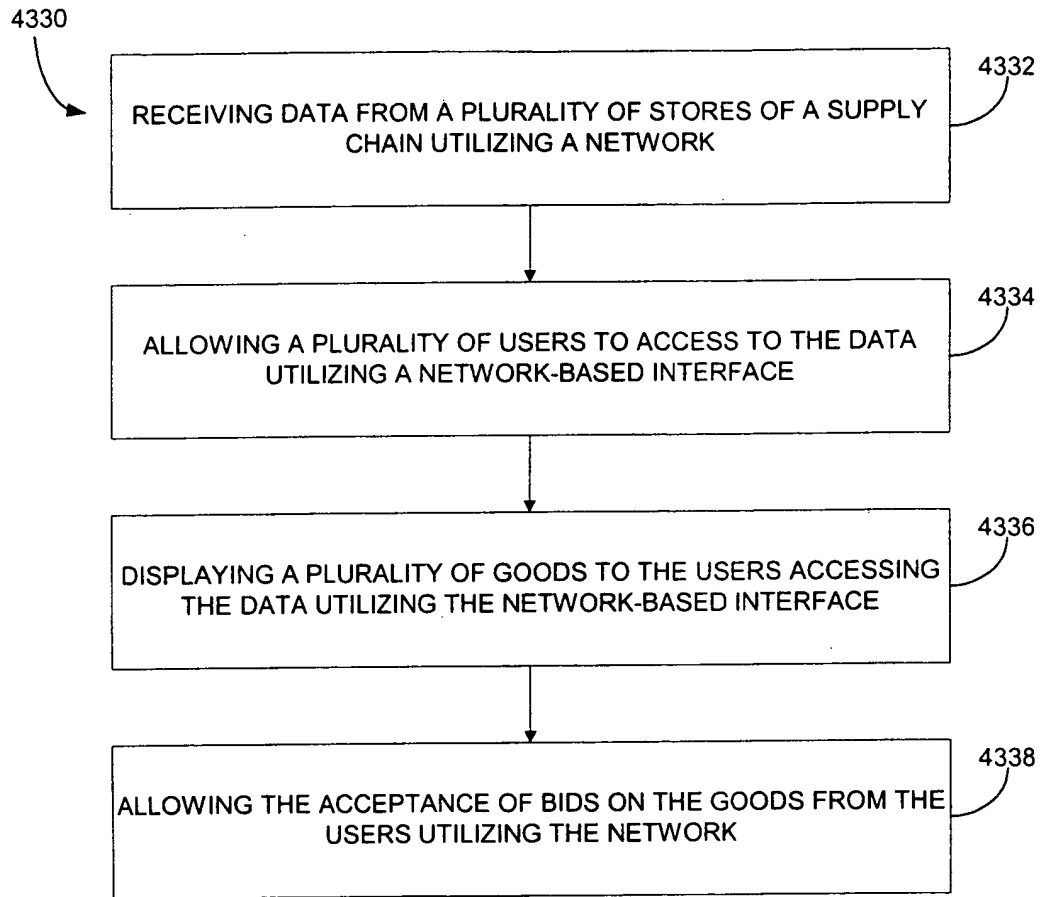 4330
4332
RECEIVING DATA FROM A PLURALITY OF STORES OF A SUPPLY
CHAIN UTILIZING A NETWORK
4334
ALLOWING A PLURALITY OF USERS TO ACCESS TO THE DATA
UTILIZING A NETWORK-BASED INTERFACE
4336
DISPLAYING A PLURALITY OF GOODS TO THE USERS ACCESSING
THE DATA UTILIZING THE NETWORK-BASED INTERFACE
4338
ALLOWING THE ACCEPTANCE OF BIDS ON THE GOODS FROM THE
USERS UTILIZING THE NETWORK